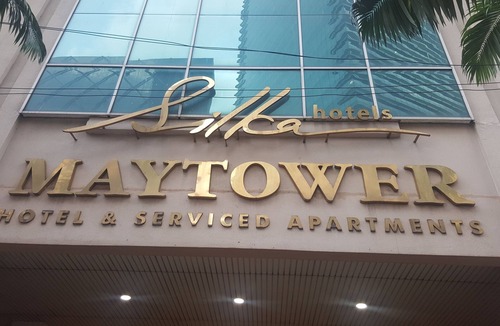 Silka hotels
MAYTOWER
HOTEL & SERVICED APARTMENTS